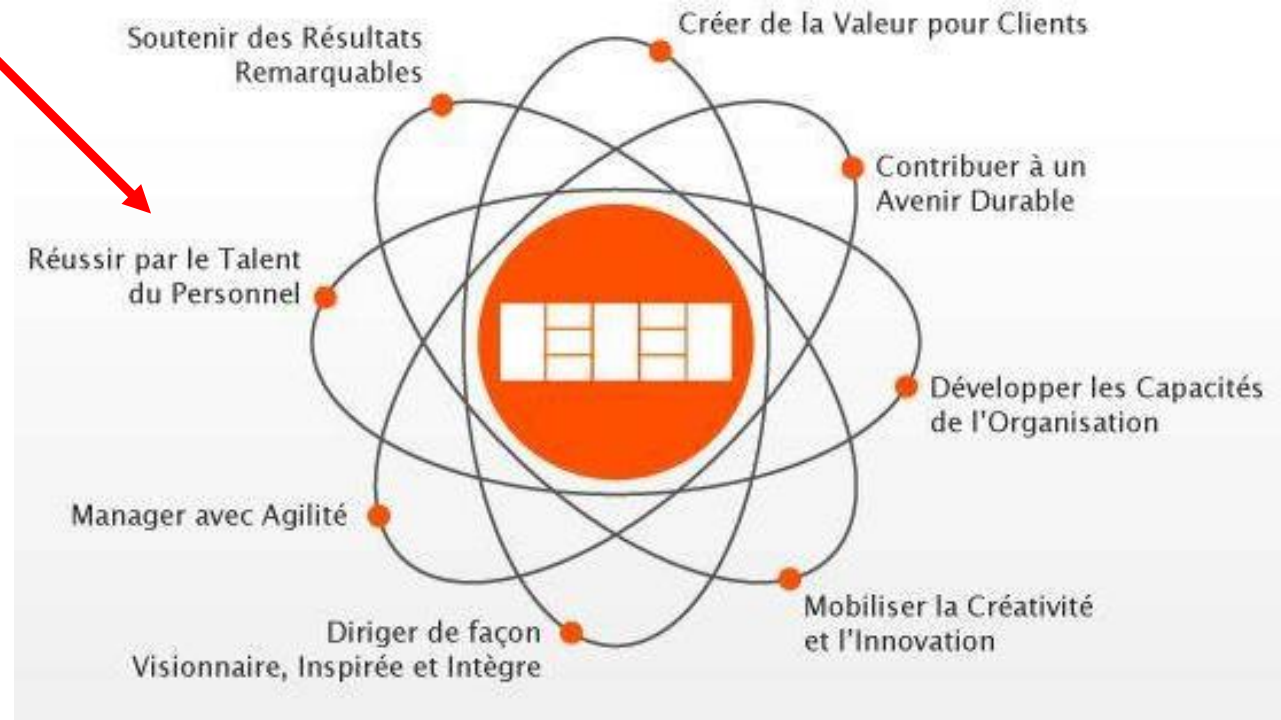 Créer de la Valeur pour Clients
Soutenir des Résultats
Remarquables
Contribuer à un
Avenir Durable
Réussir par le Talent
du Personnel
Développer les Capacités
de l'Organisation
Manager avec Agilité
Mobiliser la Créativité
et l'Innovation
Diriger de façon
Visionnaire, Inspirée et Intègre